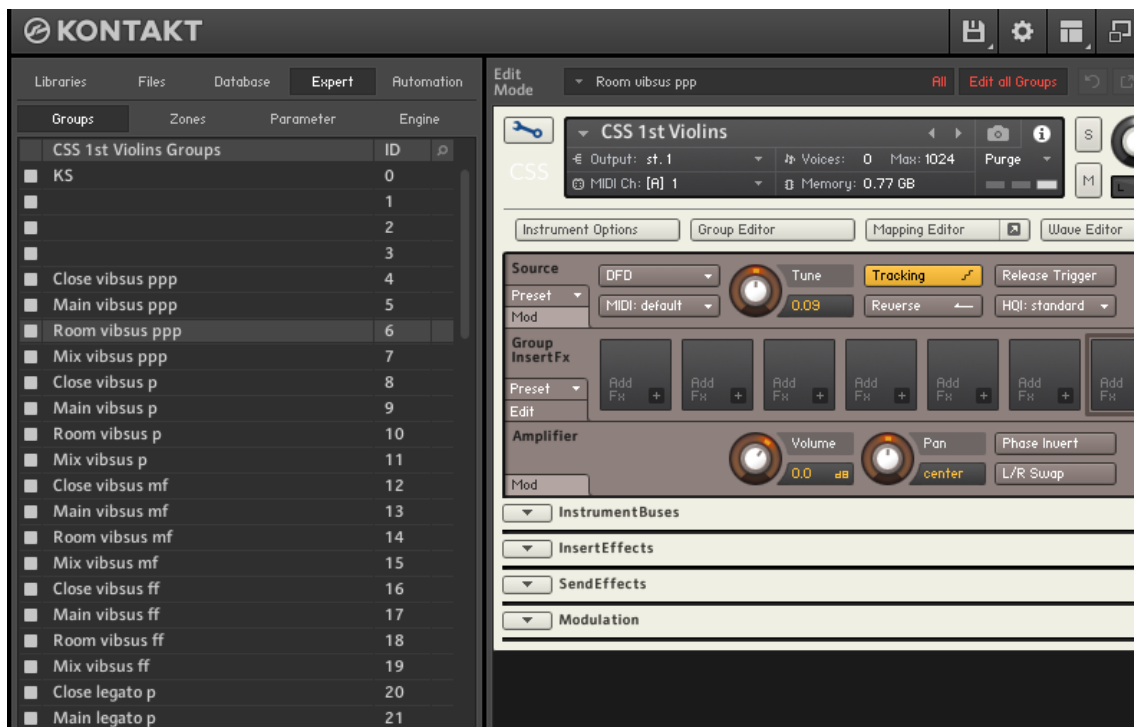 KONTAKT
Libraries Files Database Expert Automation
Groups Zones Parameter Engine
CSS 1st Violins Groups ID
KS 0
1
2
3
Close vibsus ppp 4
Main vibsus ppp 5
Room vibsus ppp 6
Mix vibsus ppp 7
Close vibsus p 8
Main vibsus p 9
Room vibsus p 10
Mix vibsus p 11
Close vibsus mf 12
Main vibsus mf 13
Room vibsus mf 14
Mix vibsus mf 15
Close vibsus ff 16
Main vibsus ff 17
Room vibsus ff 18
Mix vibsus ff 19
Close legato p 20
Main legato p 21
Edit Mode Room vibsus ppp All Edit all Groups
CSS
CSS 1st Violins
Output: st. 1 Voices: 0 Max: 1024 Purge
MIDI Ch: [A] 1 Memory: 0.77 GB
S
M
L
Instrument Options Group Editor Mapping Editor Wave Editor
Source
Preset
Mod
DFD Tune Tracking Release Trigger
MIDI: default 0.09 Reverse HQI: standard
Group InsertFx
Preset
Edit
Add Fx + Add Fx + Add Fx + Add Fx + Add Fx + Add Fx + Add Fx +
Amplifier
Mod
Volume Pan Phase Invert
0.0 dB center L/R Swap
InstrumentBuses
InsertEffects
SendEffects
Modulation